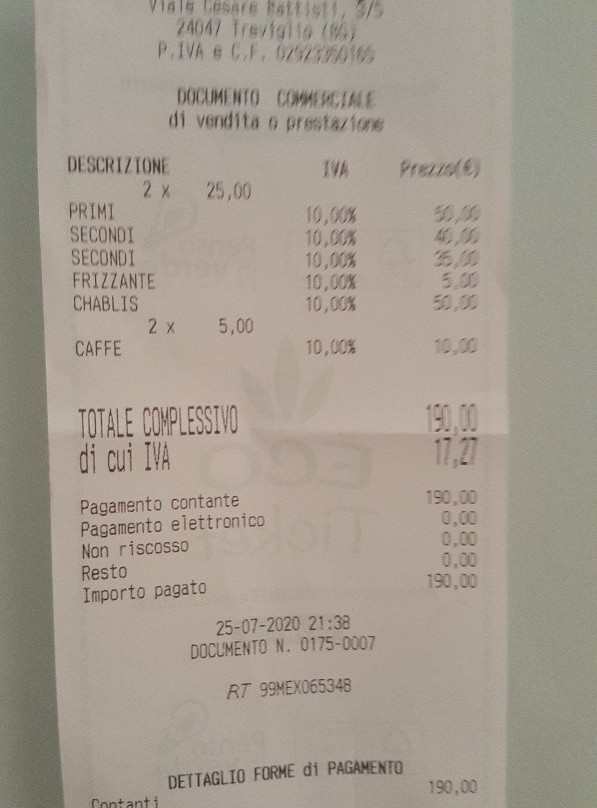 Viale Cesare Battisti, 3/5
24047 Treviglio (BG)
P.IVA e C.F. 02923350165
DOCUMENTO COMMERCIALE
di vendita o prestazione
DESCRIZIONE IVA Prezzo(€)
2 x 25,00
PRIMI 10,00% 50,00
SECONDI 10,00% 40,00
SECONDI 10,00% 35,00
FRIZZANTE 10,00% 5,00
CHABLIS 10,00% 50,00
2 x 5,00
CAFFE 10,00% 10,00
TOTALE COMPLESSIVO 190,00
di cui IVA 17,27
Pagamento contante 190,00
Pagamento elettronico 0,00
Non riscosso 0,00
Resto 0,00
Importo pagato 190,00
25-07-2020 21:38
DOCUMENTO N. 0175-0007
RT 99MEX065348
DETTAGLIO FORME di PAGAMENTO
Contanti 190,00